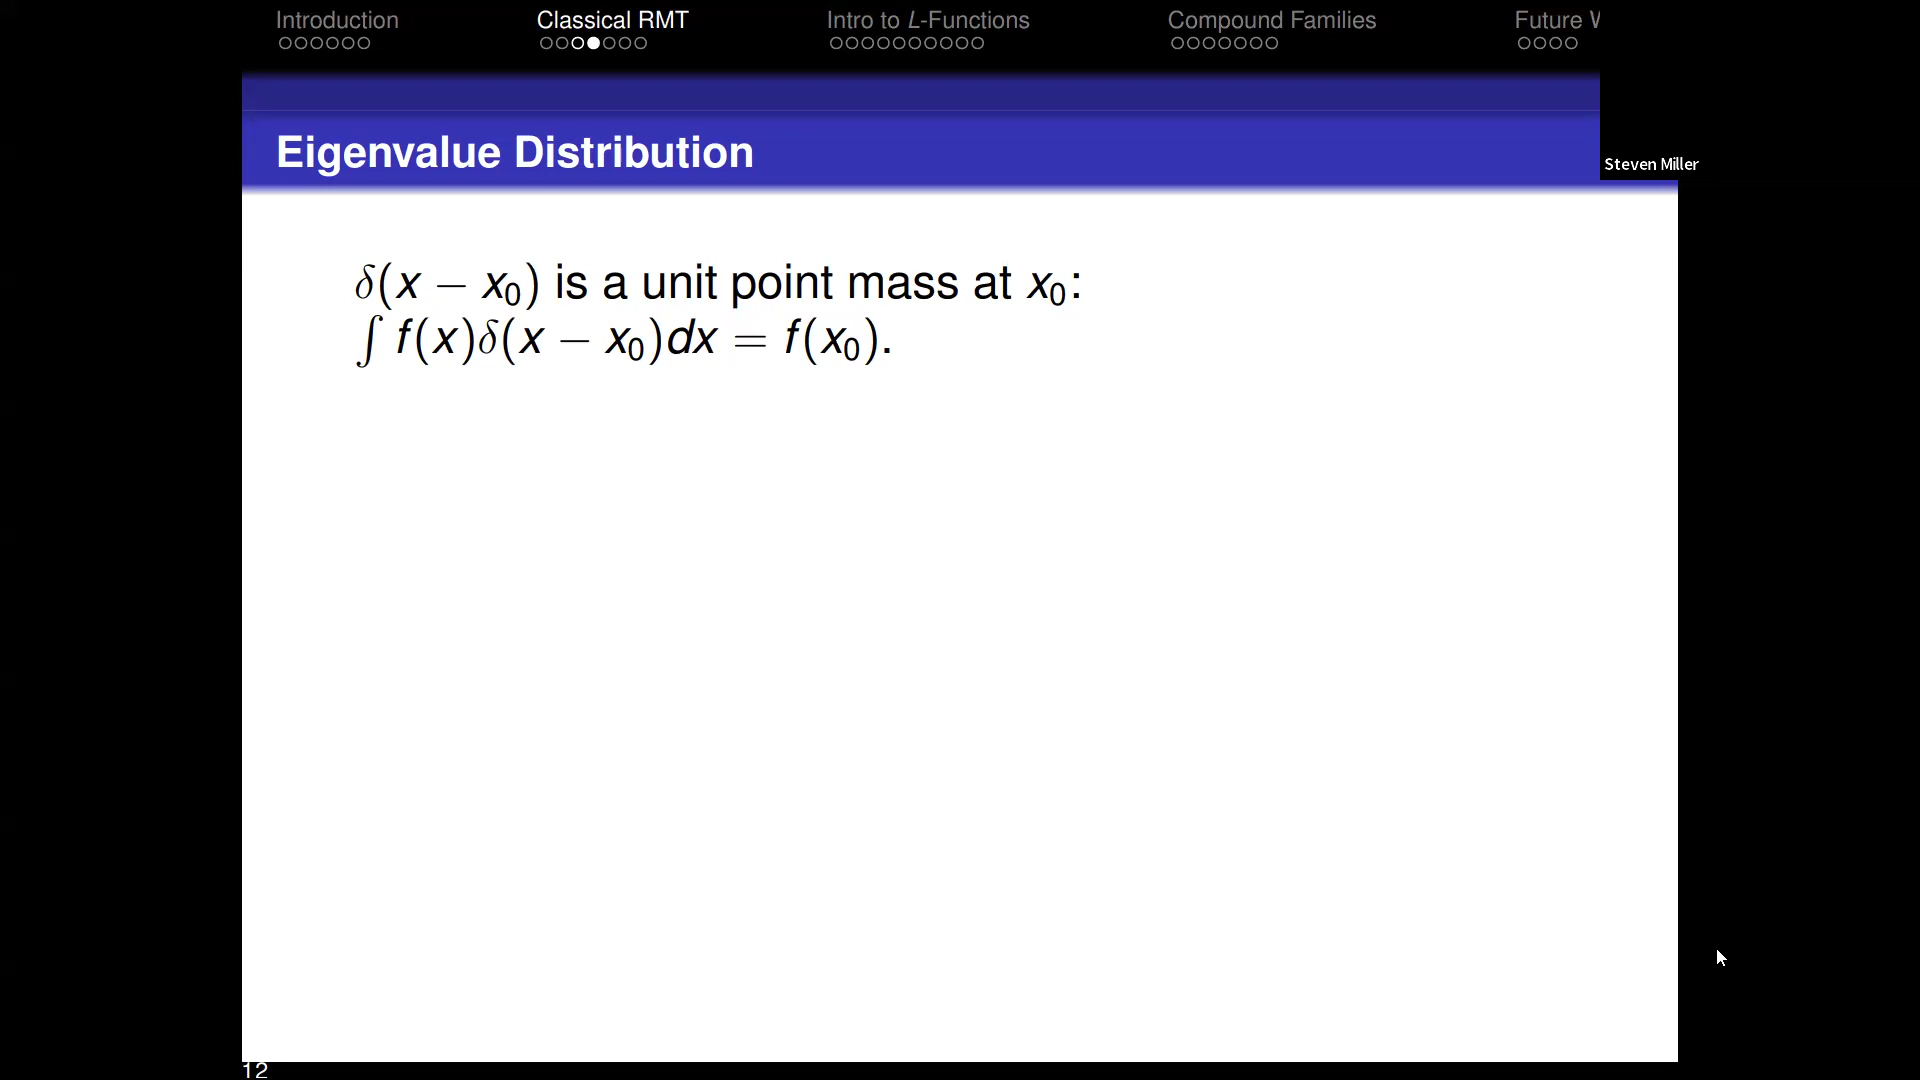 Introduction
Classical RMT
Intro to L-Functions
Compound Families
Future
Eigenvalue Distribution
Steven Miller
δ(x − x₀) is a unit point mass at x₀:
∫ f(x)δ(x − x₀)dx = f(x₀).
12